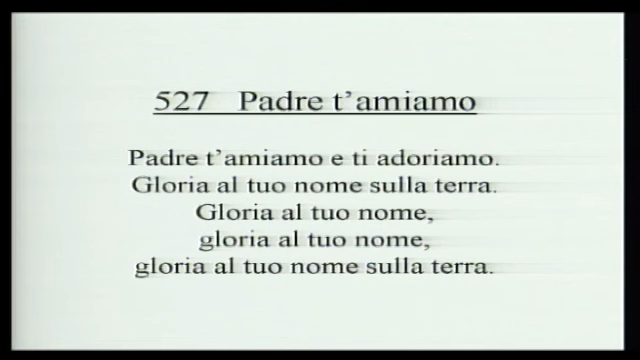 527 Padre t'amiamo
Padre t'amiamo e ti adoriamo.
Gloria al tuo nome sulla terra.
Gloria al tuo nome,
gloria al tuo nome,
gloria al tuo nome sulla terra.